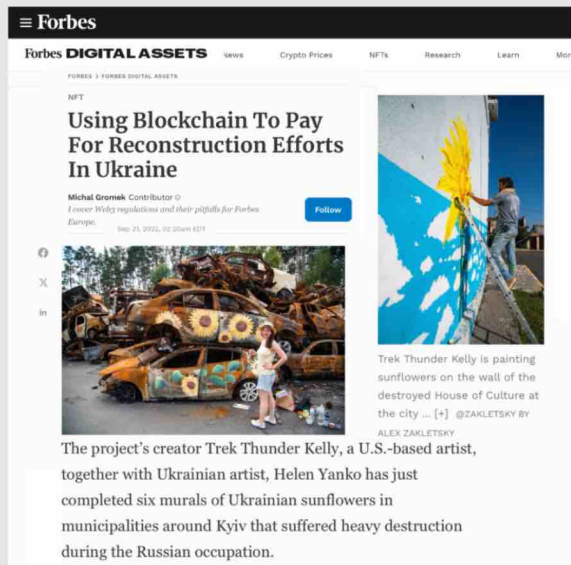 Forbes
Forbes DIGITAL ASSETS
News
Crypto Prices
NFTs
Research
Learn
Mor
FORBES > FORBES DIGITAL ASSETS
NFT
Using Blockchain To Pay
For Reconstruction Efforts
In Ukraine
Michal Gromek Contributor
I cover Web3 regulations and their pitfalls for Forbes
Europe.
Follow
Sep 21, 2022, 02:20am EDT
Trek Thunder Kelly is painting
sunflowers on the wall of the
destroyed House of Culture at
the city ... [+] @ZAKLETSKY BY
ALEX ZAKLETSKY
The project's creator Trek Thunder Kelly, a U.S.-based artist,
together with Ukrainian artist, Helen Yanko has just
completed six murals of Ukrainian sunflowers in
municipalities around Kyiv that suffered heavy destruction
during the Russian occupation.